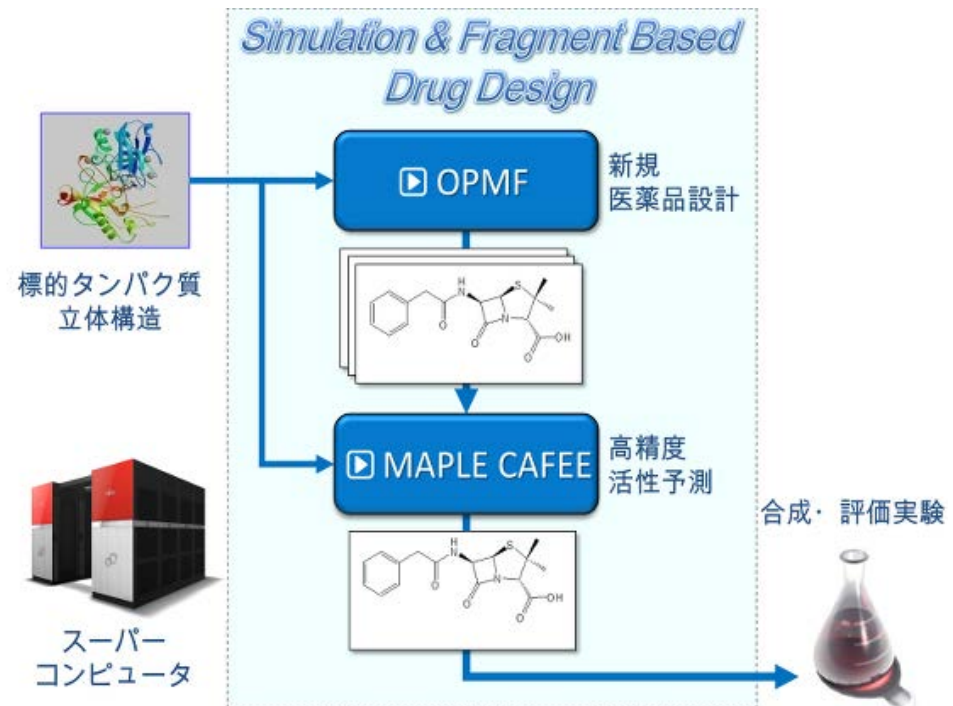 Simulation & Fragment Based
Drug Design
OPMF
新規
医薬品設計
標的タンパク質
立体構造
H
N
S
O
N
O
O
OH
MAPLE CAFEE
高精度
活性予測
合成・評価実験
H
N
S
O
N
O
O
OH
スーパー
コンピュータ